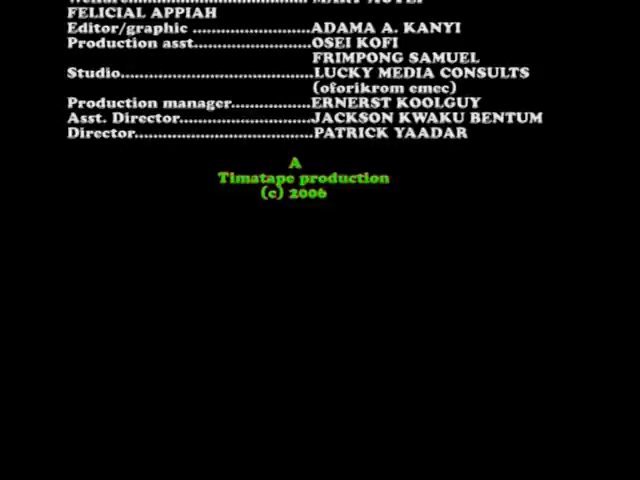 FELICIAL APPIAH
Editor/graphic ..........................ADAMA A. KANYI
Production asst..........................OSEI KOFI
FRIMPONG SAMUEL
Studio...........................................LUCKY MEDIA CONSULTS
(oforikrom emec)
Production manager..................ERNERST KOOLGUY
Asst. Director..............................JACKSON KWAKU BENTUM
Director........................................PATRICK YAADAR
A
Timatape production
(c) 2006